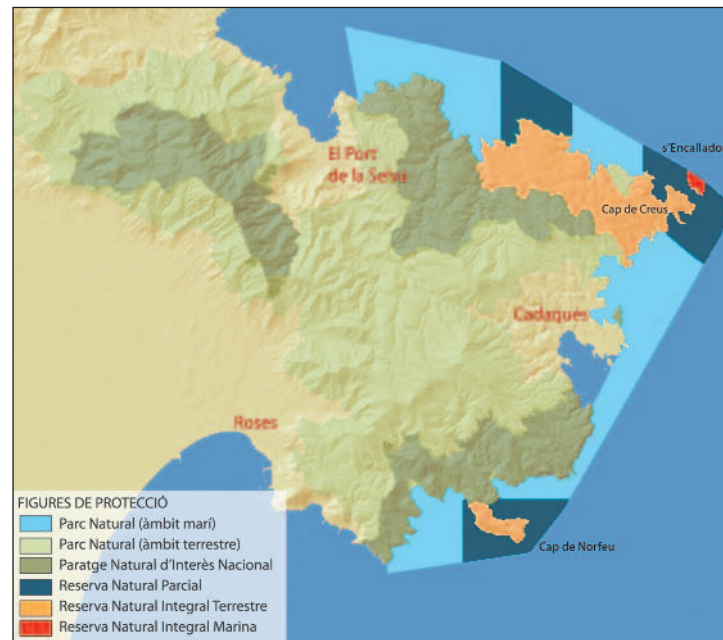 s'Encallado
El Port
de la Selva
Cap de Creus
Cadaqués
Roses
Cap de Norfeu
FIGURES DE PROTECCIÓ
Parc Natural (àmbit marí)
Parc Natural (àmbit terrestre)
Paratge Natural d'Interès Nacional
Reserva Natural Parcial
Reserva Natural Integral Terrestre
Reserva Natural Integral Marina